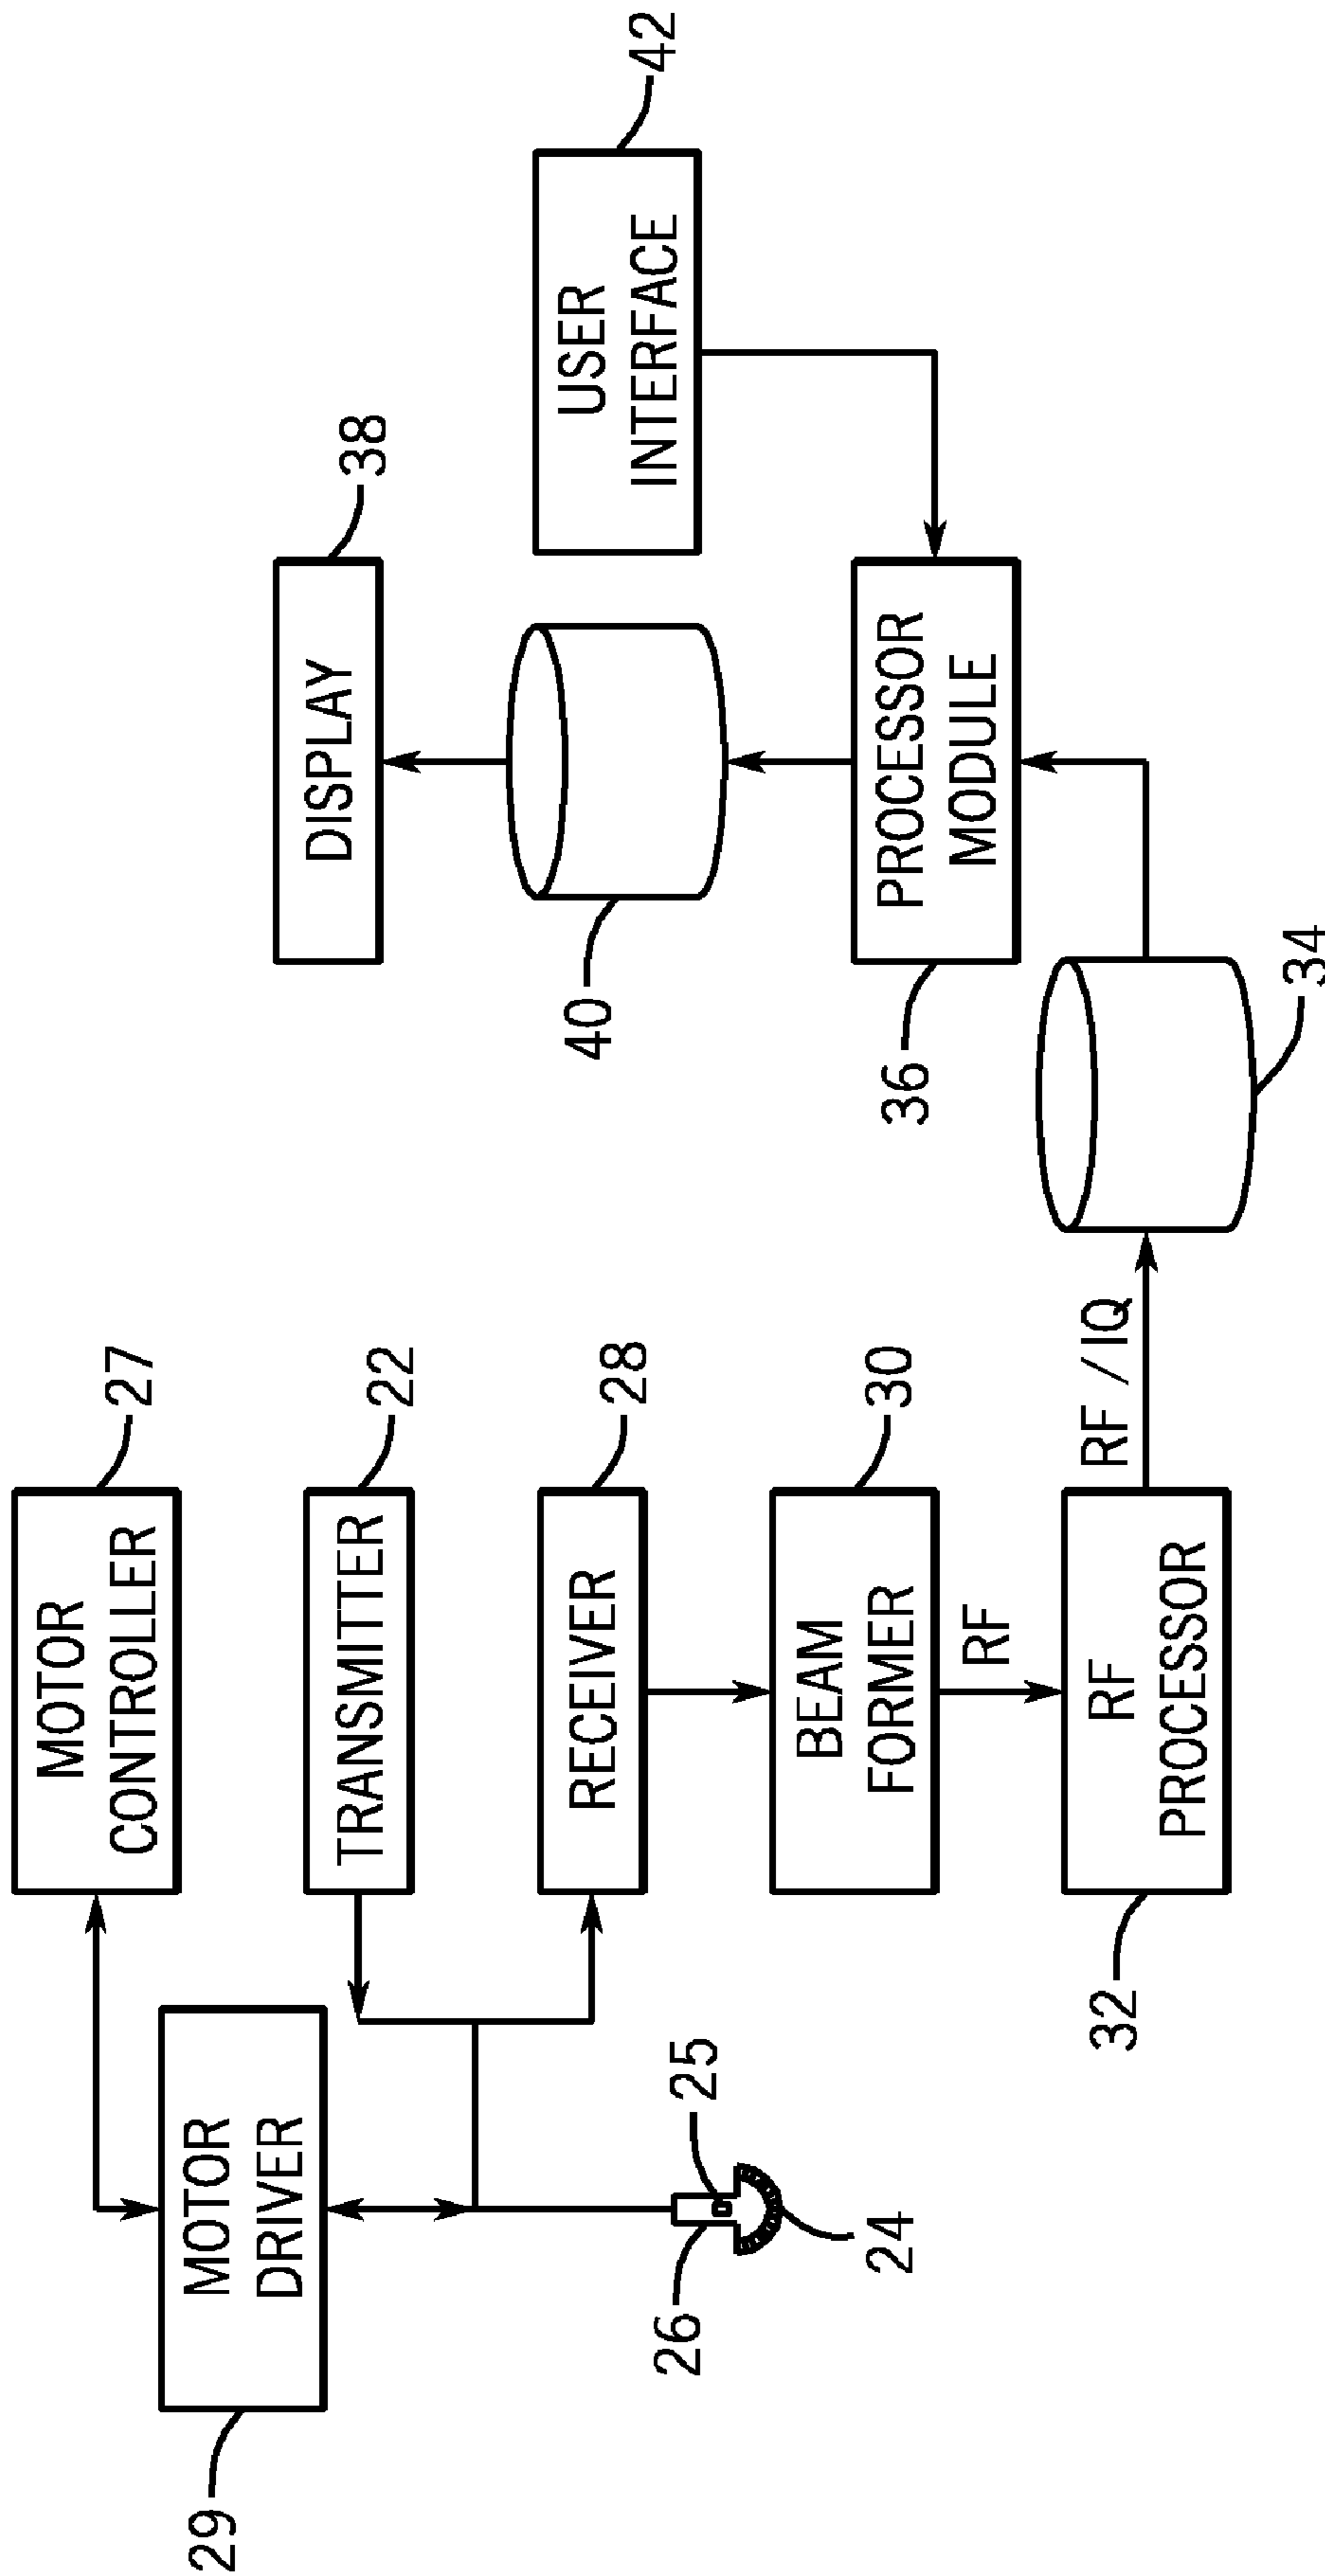 29
MOTOR
DRIVER
MOTOR
CONTROLLER
27
TRANSMITTER
22
26
25
24
RECEIVER
28
BEAM
FORMER
30
RF
32
RF
PROCESSOR
RF / IQ
34
36
PROCESSOR
MODULE
40
DISPLAY
38
USER
INTERFACE
42